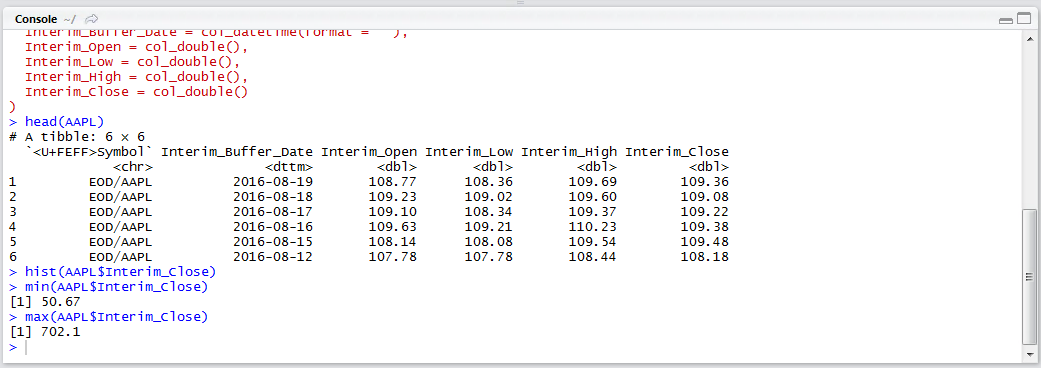 Console ~/
Interim_Buffer_Date = col_datetime(format = ""),
Interim_Open = col_double(),
Interim_Low = col_double(),
Interim_High = col_double(),
Interim_Close = col_double()
)
> head(AAPL)
# A tibble: 6 x 6
`<U+FEFF>Symbol` Interim_Buffer_Date Interim_Open Interim_Low Interim_High Interim_Close
<chr> <dttm> <dbl> <dbl> <dbl> <dbl>
1 EOD/AAPL 2016-08-19 108.77 108.36 109.69 109.36
2 EOD/AAPL 2016-08-18 109.23 109.02 109.60 109.08
3 EOD/AAPL 2016-08-17 109.10 108.34 109.37 109.22
4 EOD/AAPL 2016-08-16 109.63 109.21 110.23 109.38
5 EOD/AAPL 2016-08-15 108.14 108.08 109.54 109.48
6 EOD/AAPL 2016-08-12 107.78 107.78 108.44 108.18
> hist(AAPL$Interim_Close)
> min(AAPL$Interim_Close)
[1] 50.67
> max(AAPL$Interim_Close)
[1] 702.1
>